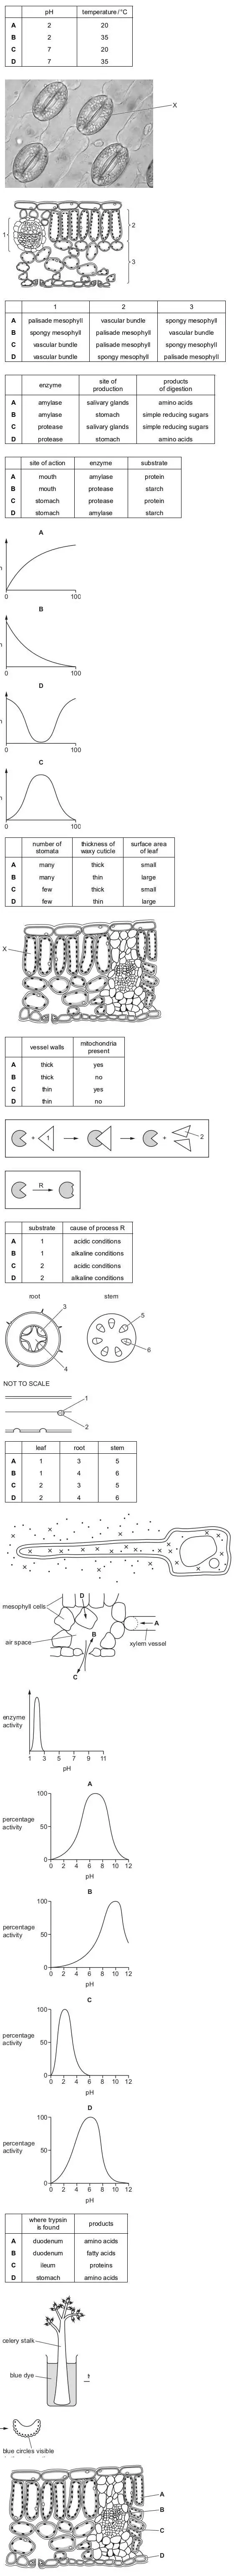 pH temperature/°C
A 2 20
B 2 35
C 7 20
D 7 35
X
1
2
3
1 2 3
A palisade mesophyll vascular bundle spongy mesophyll
B spongy mesophyll palisade mesophyll vascular bundle
C vascular bundle palisade mesophyll spongy mesophyll
D vascular bundle spongy mesophyll palisade mesophyll
enzyme site of production products of digestion
A amylase salivary glands amino acids
B amylase stomach simple reducing sugars
C protease salivary glands simple reducing sugars
D protease stomach amino acids
site of action enzyme substrate
A mouth amylase protein
B mouth protease starch
C stomach protease protein
D stomach amylase starch
A
0 100
B
0 100
D
0 100
C
0 100
number of stomata thickness of waxy cuticle surface area of leaf
A many thick small
B many thin large
C few thick small
D few thin large
X
vessel walls mitochondria present
A thick yes
B thick no
C thin yes
D thin no
+ 1 + 2
R
substrate cause of process R
A 1 acidic conditions
B 1 alkaline conditions
C 2 acidic conditions
D 2 alkaline conditions
root stem
3
4
5
6
NOT TO SCALE
1
2
leaf root stem
A 1 3 5
B 1 4 6
C 2 3 5
D 2 4 6
D
mesophyll cells
A
B
air space
xylem vessel
C
enzyme activity
1 3 5 7 9 11
pH
A
percentage activity
100
50
0
0 2 4 6 8 10 12
pH
B
percentage activity
100
50
0
0 2 4 6 8 10 12
pH
C
percentage activity
100
50
0
0 2 4 6 8 10 12
pH
D
percentage activity
100
50
0
0 2 4 6 8 10 12
pH
where trypsin is found products
A duodenum amino acids
B duodenum fatty acids
C ileum proteins
D stomach amino acids
celery stalk
blue dye
blue circles visible
A
B
C
D